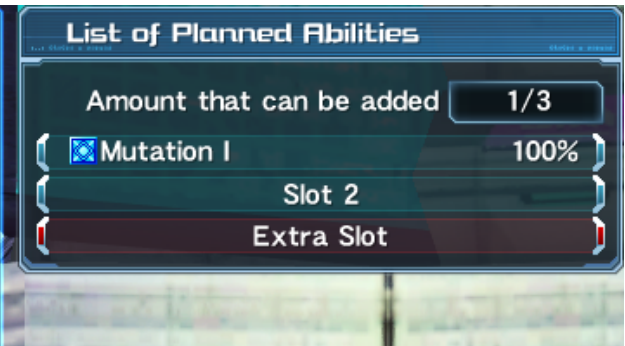 List of Planned Abilities
Amount that can be added 1/3
Mutation I 100%
Slot 2
Extra Slot